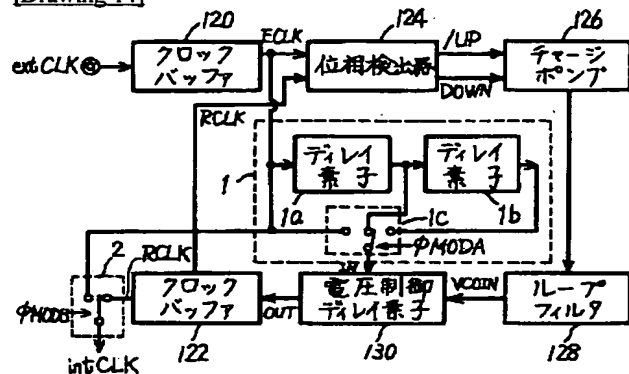 [Drawing 14]
120
124
126
extCLK
クロック
バッファ
ECLK
位相検出器
/UP
DOWN
チャージ
ポンプ
RCLK
1
ディレイ
素子
1a
ディレイ
素子
1b
1c
φMODA
2
RCLK
φMODB
intCLK
クロック
バッファ
122
OUT
IN
電圧制御
ディレイ素子
130
VCOIN
ループ
フィルタ
128